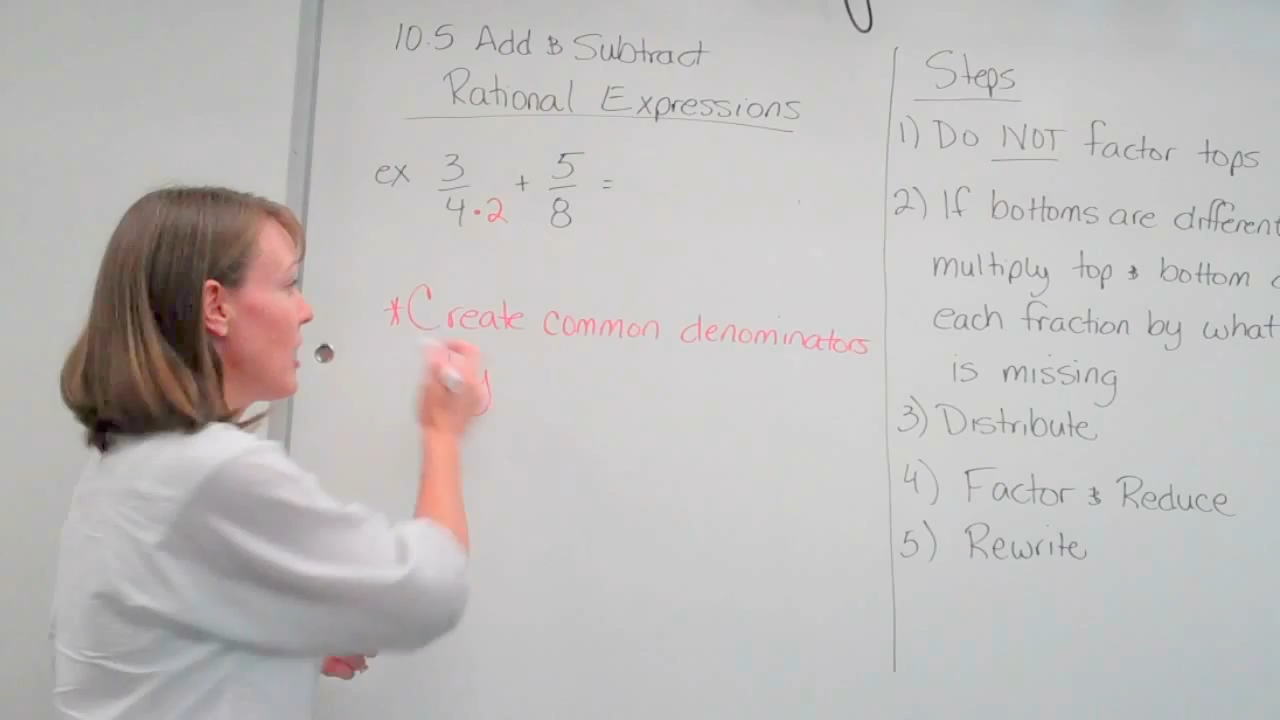 10.5 Add & Subtract
Rational Expressions
ex 3/4 • 2 + 5/8 =
*Create common denominators
Steps
1) Do NOT factor tops
2) If bottoms are different
multiply top & bottom
each fraction by what
is missing
3) Distribute
4) Factor & Reduce
5) Rewrite